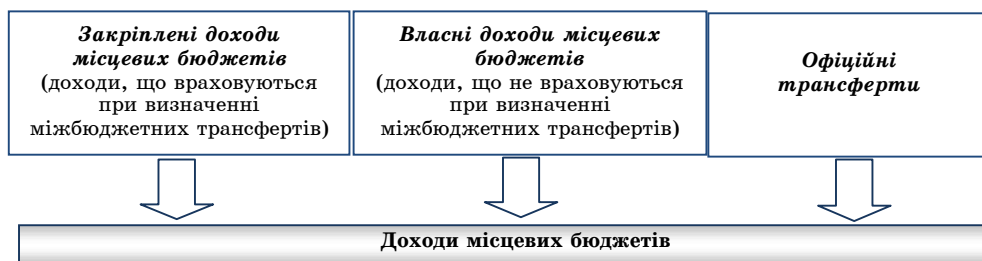 Закріплені доходи
місцевих бюджетів
(доходи, що враховуються
при визначенні
міжбюджетних трансфертів)
Власні доходи місцевих
бюджетів
(доходи, що не враховуються
при визначенні
міжбюджетних трансфертів)
Офіційні
трансферти
Доходи місцевих бюджетів